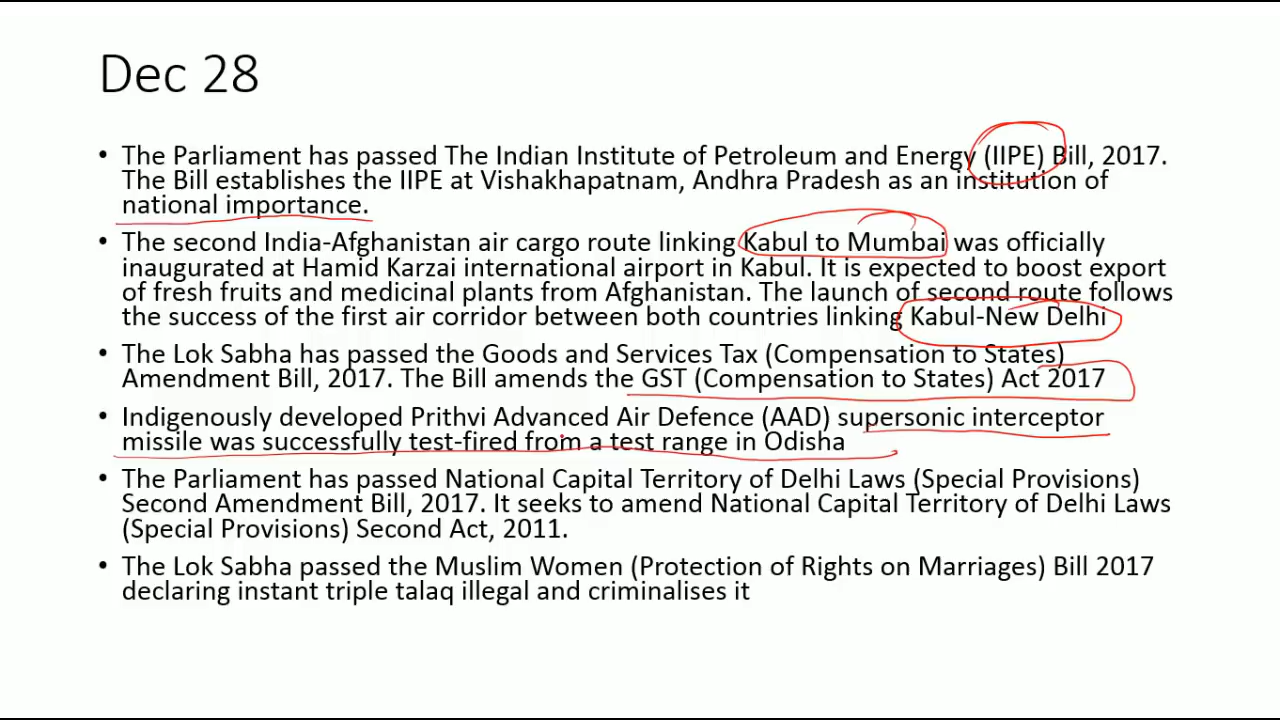 Dec 28
• The Parliament has passed The Indian Institute of Petroleum and Energy (IIPE) Bill, 2017.
The Bill establishes the IIPE at Vishakhapatnam, Andhra Pradesh as an institution of
national importance.
• The second India-Afghanistan air cargo route linking Kabul to Mumbai was officially
inaugurated at Hamid Karzai international airport in Kabul. It is expected to boost export
of fresh fruits and medicinal plants from Afghanistan. The launch of second route follows
the success of the first air corridor between both countries linking Kabul-New Delhi
• The Lok Sabha has passed the Goods and Services Tax (Compensation to States)
Amendment Bill, 2017. The Bill amends the GST (Compensation to States) Act 2017
• Indigenously developed Prithvi Advanced Air Defence (AAD) supersonic interceptor
missile was successfully test-fired from a test range in Odisha
• The Parliament has passed National Capital Territory of Delhi Laws (Special Provisions)
Second Amendment Bill, 2017. It seeks to amend National Capital Territory of Delhi Laws
(Special Provisions) Second Act, 2011.
• The Lok Sabha passed the Muslim Women (Protection of Rights on Marriages) Bill 2017
declaring instant triple talaq illegal and criminalises it